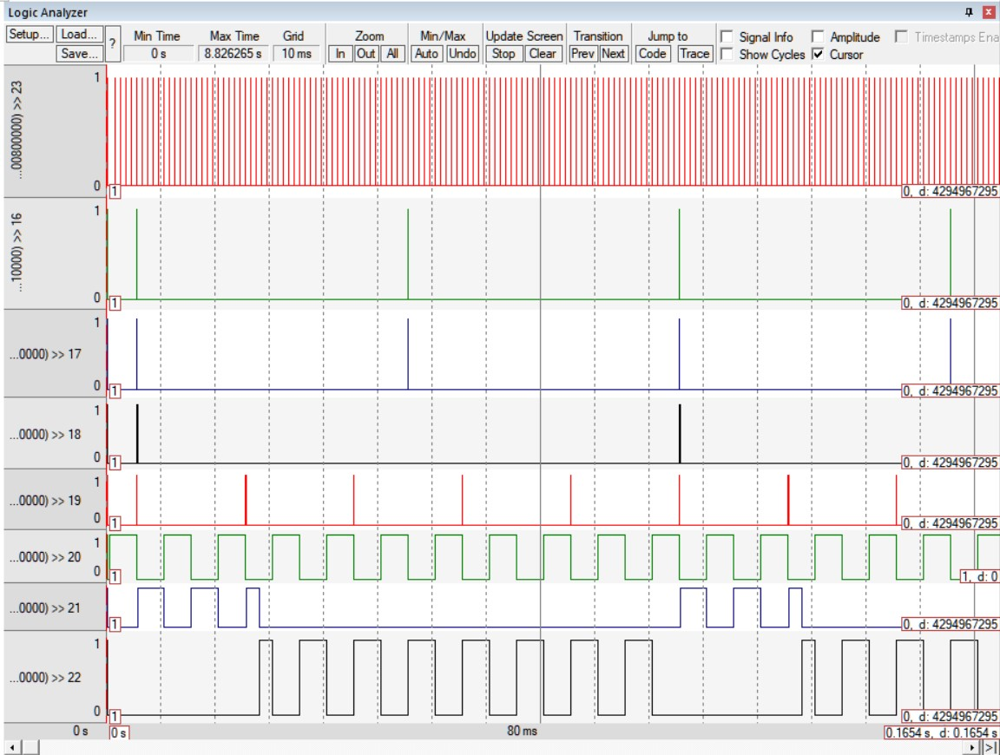 Logic Analyzer
Setup... Load... ? Min Time Max Time Grid Zoom Min/Max Update Screen Transition Jump to Signal Info Amplitude Timestamps Ena
Save... 0 s 8.826265 s 10 ms In Out All Auto Undo Stop Clear Prev Next Code Trace Show Cycles Cursor
...00800000) >> 23
1
0
1
0, d: 4294967295
...10000) >> 16
1
0
1
0, d: 4294967295
...0000) >> 17
1
0
1
0, d: 4294967295
...0000) >> 18
1
0
1
0, d: 4294967295
...0000) >> 19
1
0
1
0, d: 4294967295
...0000) >> 20
1
0
1
1, d: 0
...0000) >> 21
1
0, d: 4294967295
...0000) >> 22
1
0
1
0, d: 4294967295
0 s 0 s 80 ms 0.1654 s, d: 0.1654 s